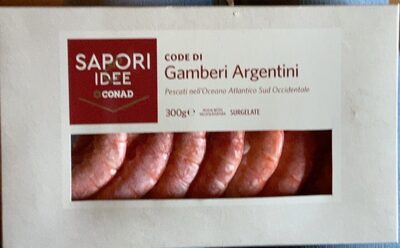 SAPORI
IDEE
CONAD
CODE DI
Gamberi Argentini
Pescati nell'Oceano Atlantico Sud Occidentale
300g e
SURGELATE